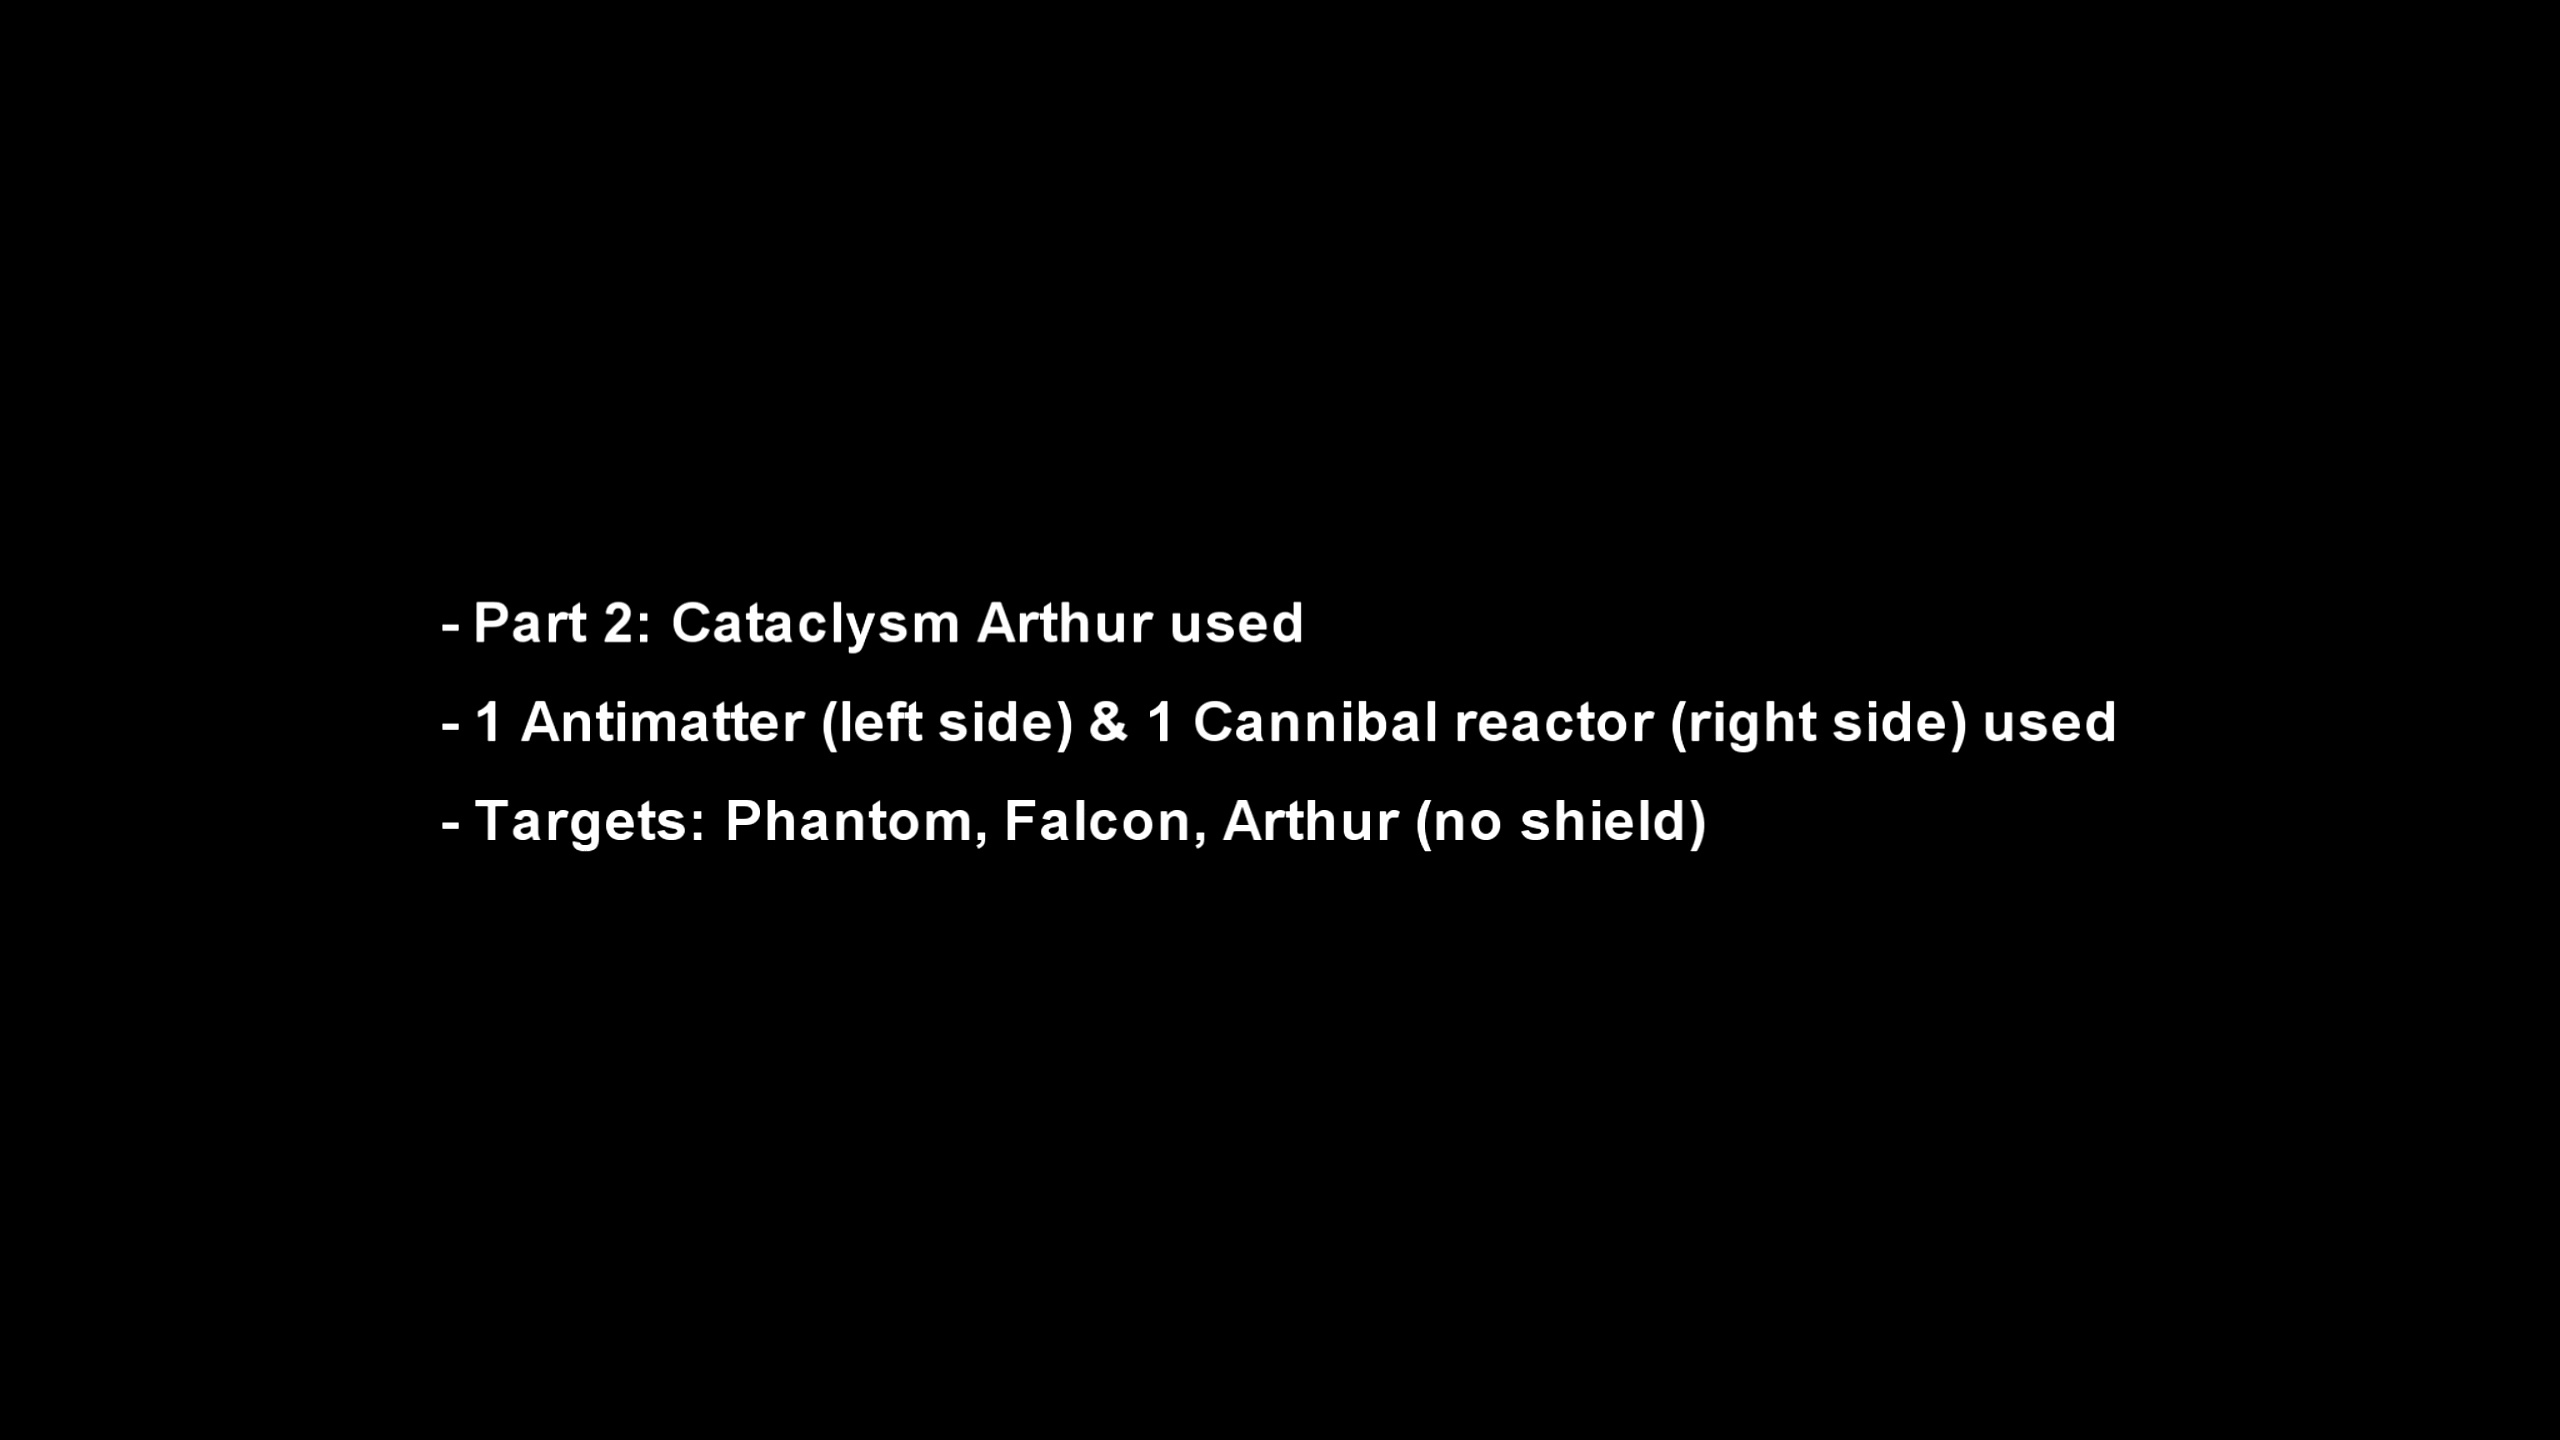 - Part 2: Cataclysm Arthur used
- 1 Antimatter (left side) & 1 Cannibal reactor (right side) used
- Targets: Phantom, Falcon, Arthur (no shield)